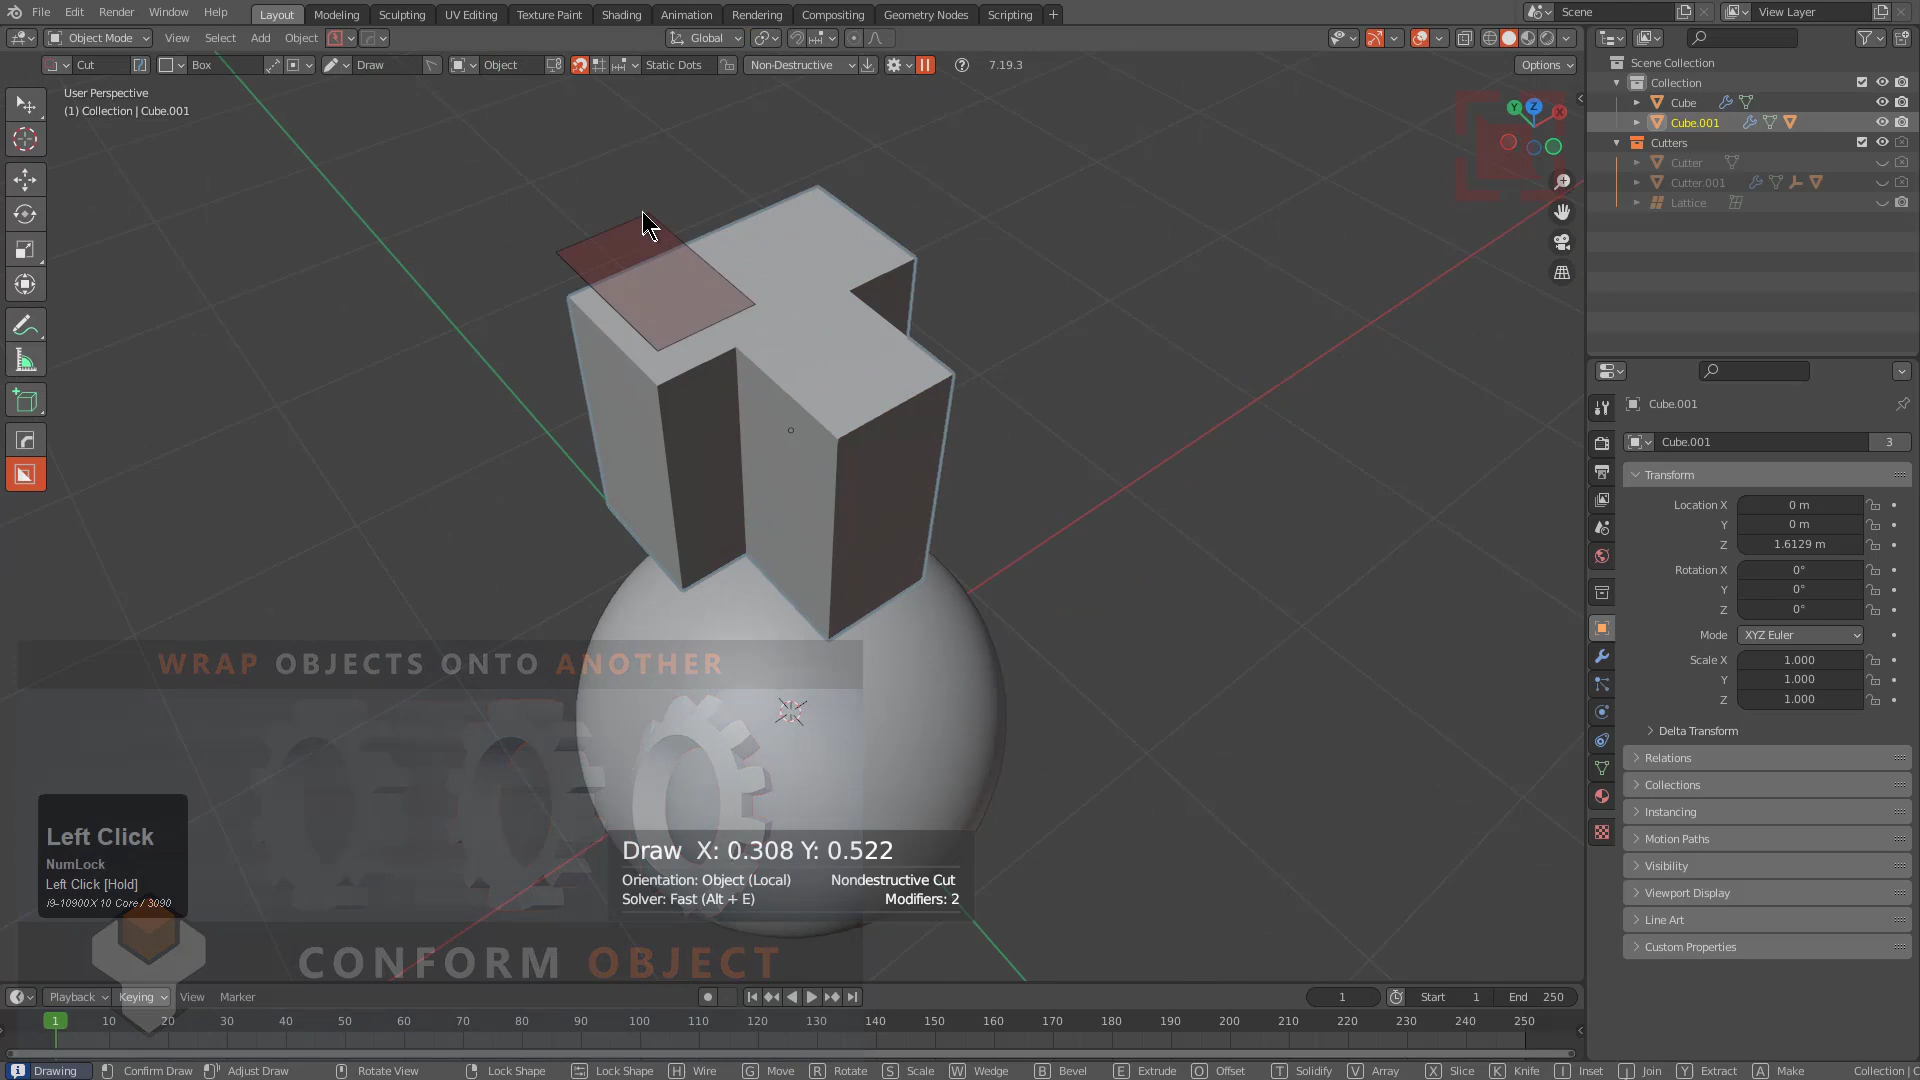 File Edit Render Window Help Layout Modeling Sculpting UV Editing Texture Paint Shading Animation Rendering Compositing Geometry Nodes Scripting + Scene View Layer
Object Mode View Select Add Object Global
Cut Box Draw Object Static Dots Non-Destructive 7.19.3 Options
User Perspective
(1) Collection | Cube.001
Y Z X
Scene Collection
Collection
Cube
Cube.001
Cutters
Cutter
Cutter.001
Lattice
Cube.001
Cube.001 3
Transform
Location X 0 m
Y 0 m
Z 1.6129 m
Rotation X 0°
Y 0°
Z 0°
Mode XYZ Euler
Scale X 1.000
Y 1.000
Z 1.000
Delta Transform
Relations
Collections
Instancing
Motion Paths
Visibility
Viewport Display
Line Art
Custom Properties
WRAP OBJECTS ONTO ANOTHER
Left Click
NumLock
Left Click [Hold]
i9-10900X 10 Core / 3090
Draw X: 0.308 Y: 0.522
Orientation: Object (Local) Nondestructive Cut
Solver: Fast (Alt + E) Modifiers: 2
CONFORM OBJECT
Playback Keying View Marker 1 Start 1 End 250
1 10 20 30 40 50 60 70 80 90 100 110 120 130 140 150 160 170 180 190 200 210 220 230 240 250
Drawing Confirm Draw Adjust Draw Rotate View Lock Shape Lock Shape H Wire G Move R Rotate S Scale W Wedge B Bevel E Extrude O Offset T Solidify V Array X Slice K Knife I Inset J Join Y Extract A Make Collection | C